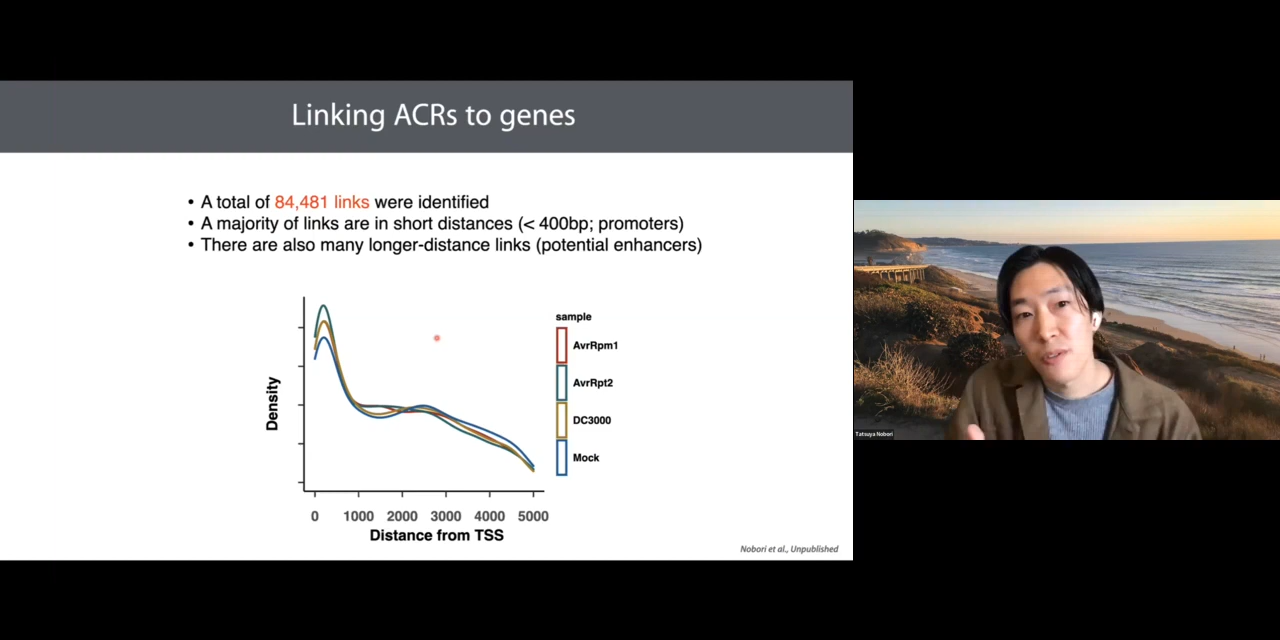 Linking ACRs to genes
• A total of 84,481 links were identified
• A majority of links are in short distances (< 400bp; promoters)
• There are also many longer-distance links (potential enhancers)
Density
sample
AvrRpm1
AvrRpt2
DC3000
Mock
0 1000 2000 3000 4000 5000
Distance from TSS
Nobori et al., Unpublished
Tatsuya Nobori